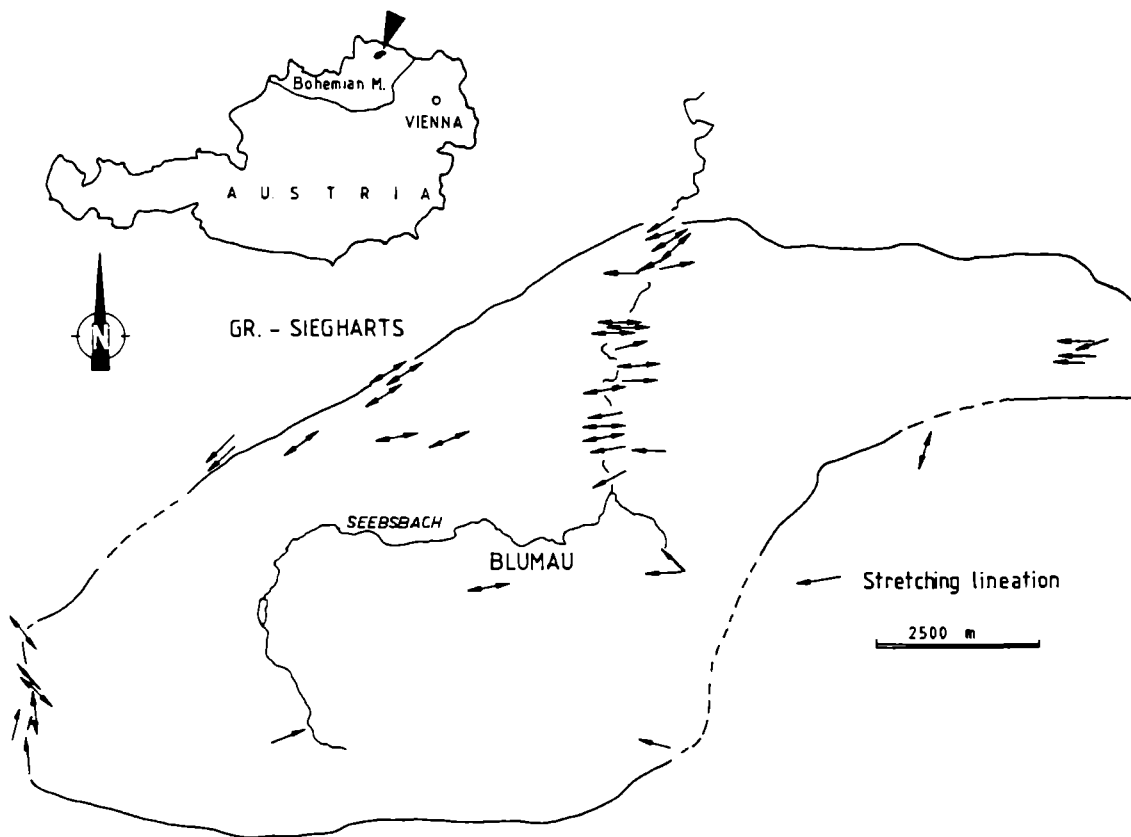 Bohemian M.
VIENNA
A U S T R I A
N
GR. - SIEGHARTS
SEEBSBACH
BLUMAU
Stretching lineation
2500 m